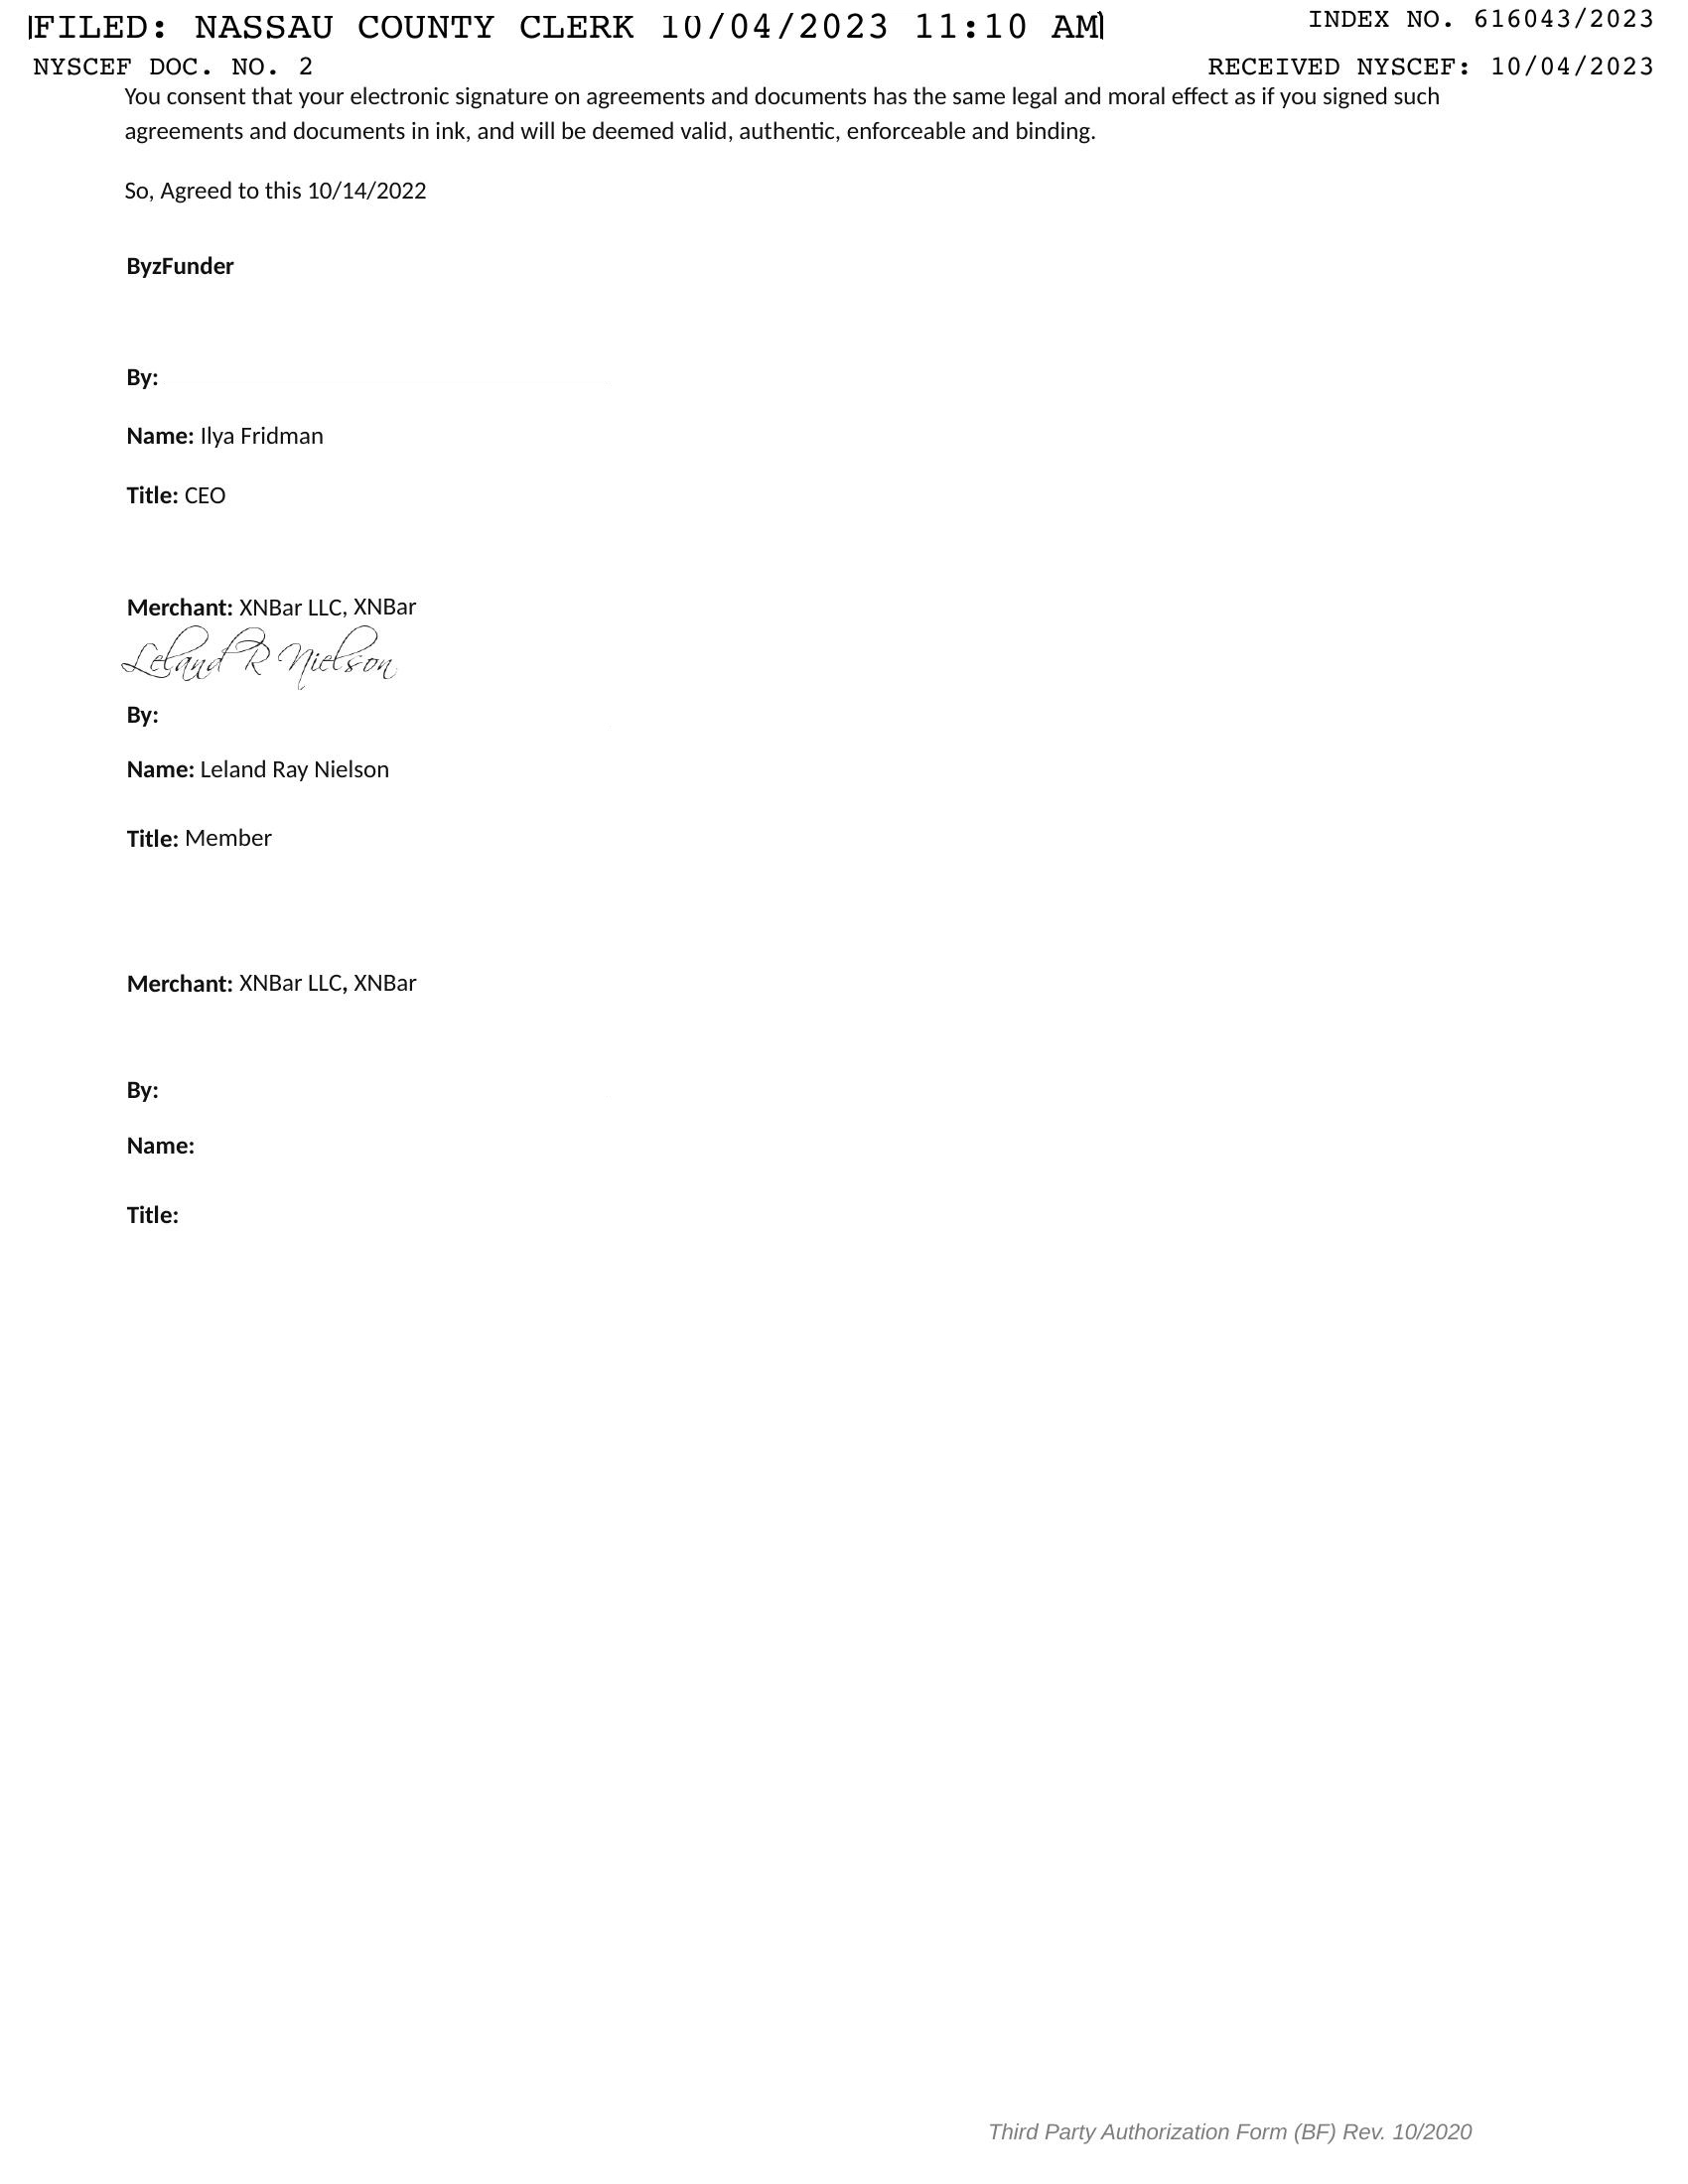 FILED: NASSAU COUNTY CLERK 10/04/2023 11:10 AM
INDEX NO. 616043/2023
NYSCEF DOC. NO. 2
RECEIVED NYSCEF: 10/04/2023
You consent that your electronic signature on agreements and documents has the same legal and moral effect as if you signed such
agreements and documents in ink, and will be deemed valid, authentic, enforceable and binding.
So, Agreed to this 10/14/2022
ByzFunder
By:
Name: Ilya Fridman
Title: CEO
Merchant: XNBar LLC, XNBar
Leland R Nielson
By:
Name: Leland Ray Nielson
Title: Member
Merchant: XNBar LLC, XNBar
By:
Name:
Title:
Third Party Authorization Form (BF) Rev. 10/2020